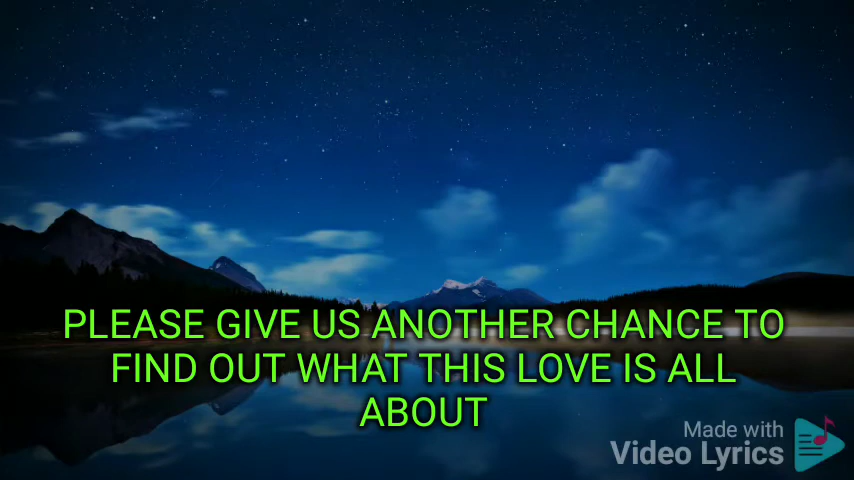 PLEASE GIVE US ANOTHER CHANCE TO
FIND OUT WHAT THIS LOVE IS ALL
ABOUT
Made with
Video Lyrics